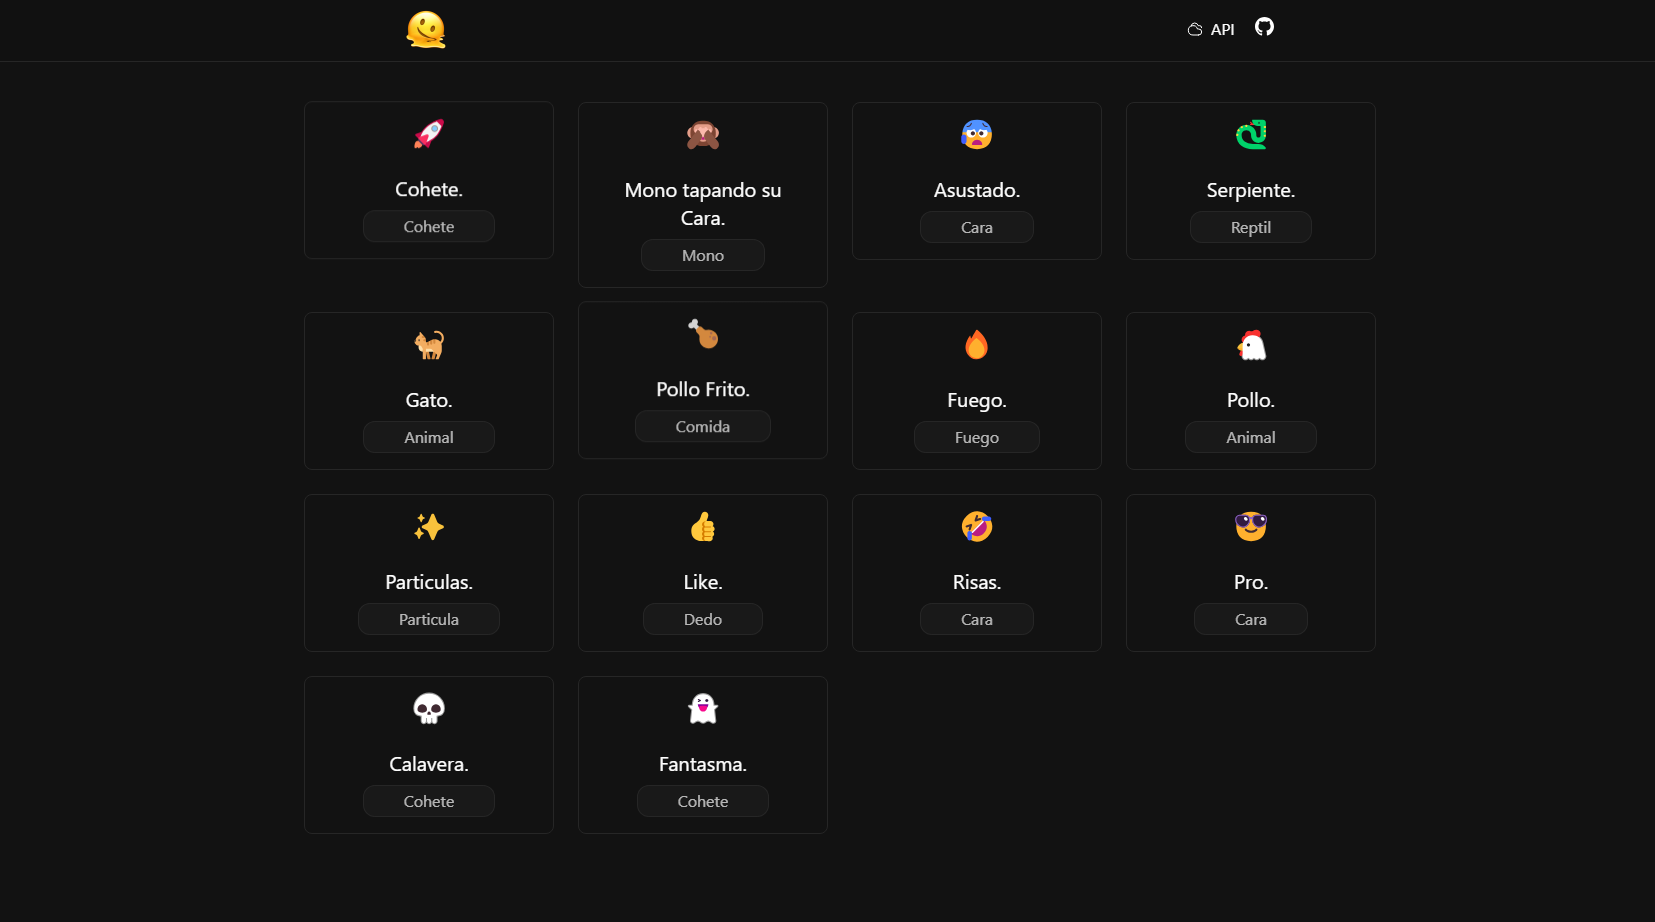 API
Cohete.
Cohete
Mono tapando su
Cara.
Mono
Asustado.
Cara
Serpiente.
Reptil
Gato.
Animal
Pollo Frito.
Comida
Fuego.
Fuego
Pollo.
Animal
Particulas.
Particula
Like.
Dedo
Risas.
Cara
Pro.
Cara
Calavera.
Cohete
Fantasma.
Cohete